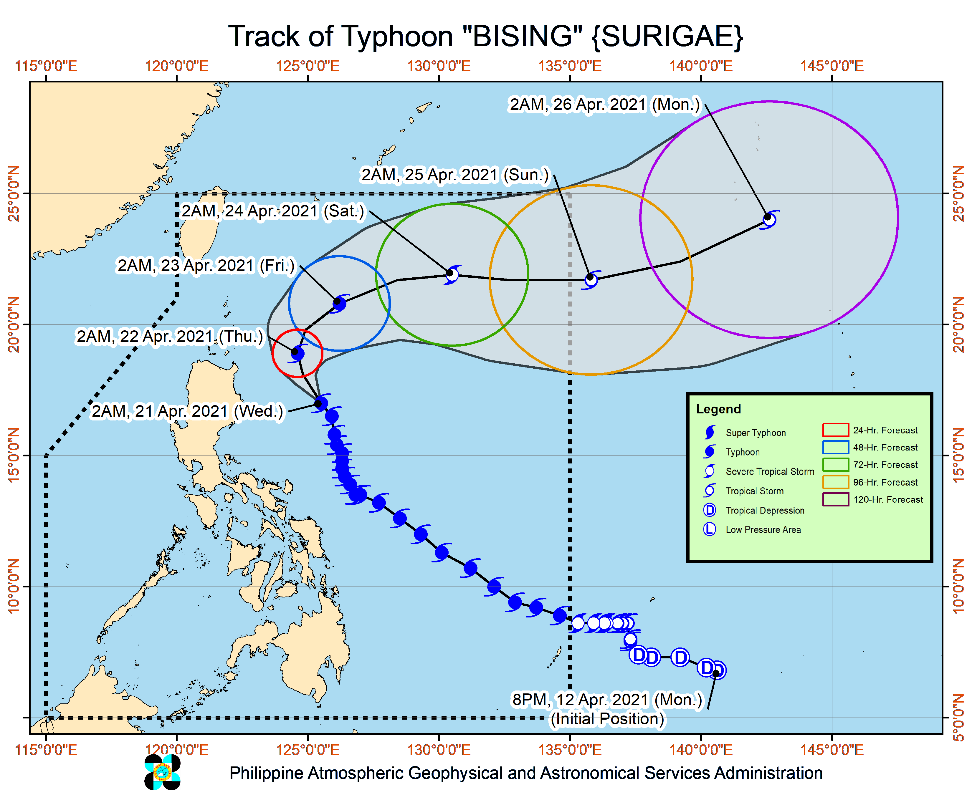 Track of Typhoon "BISING" {SURIGAE}
115°0'0"E 120°0'0"E 125°0'0"E 130°0'0"E 135°0'0"E 140°0'0"E 145°0'0"E
2AM, 26 Apr. 2021 (Mon.)
2AM, 25 Apr. 2021 (Sun.)
25°0'0"N 25°0'0"N
2AM, 24 Apr. 2021 (Sat.)
2AM, 23 Apr. 2021 (Fri.)
20°0'0"N 20°0'0"N
2AM, 22 Apr. 2021 (Thu.)
2AM, 21 Apr. 2021 (Wed.)
Legend
Super Typhoon
Typhoon
Severe Tropical Storm
Tropical Storm
D Tropical Depression
L Low Pressure Area
24-Hr. Forecast
48-Hr. Forecast
72-Hr. Forecast
96-Hr. Forecast
120-Hr. Forecast
15°0'0"N 15°0'0"N
10°0'0"N 10°0'0"N
D D D D D
8PM, 12 Apr. 2021 (Mon.)
(Initial Position)
5°0'0"N 5°0'0"N
115°0'0"E 120°0'0"E 125°0'0"E 130°0'0"E 135°0'0"E 140°0'0"E 145°0'0"E
Philippine Atmospheric Geophysical and Astronomical Services Administration